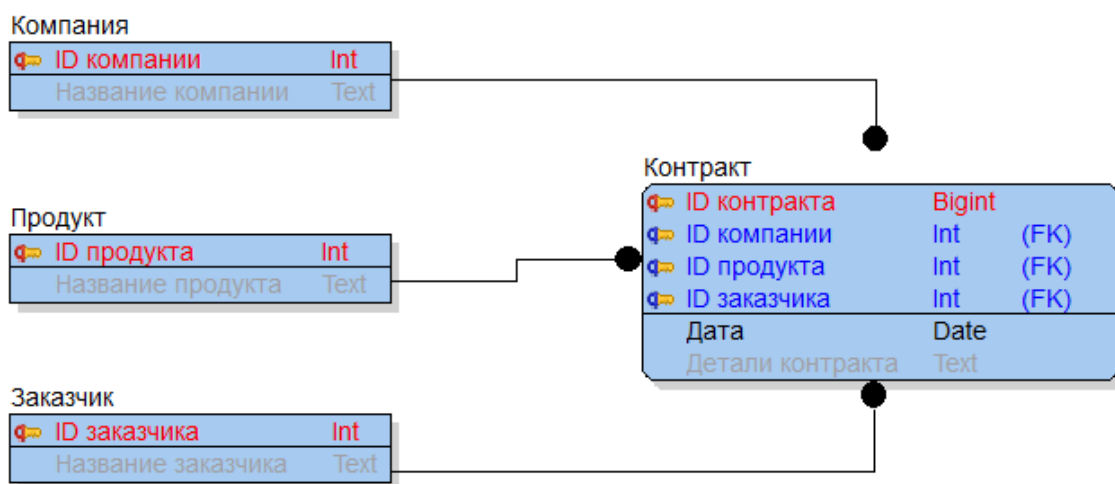 Компания
ID компании Int
Название компании Text
Продукт
ID продукта Int
Название продукта Text
Заказчик
ID заказчика Int
Название заказчика Text
Контракт
ID контракта Bigint
ID компании Int (FK)
ID продукта Int (FK)
ID заказчика Int (FK)
Дата Date
Детали контракта Text